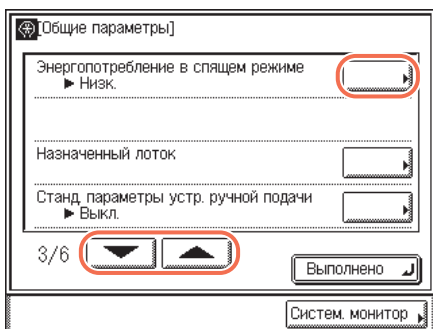 [Общие параметры]
Энергопотребление в спящем режиме
► Низк.
Назначенный лоток
Станд. параметры устр. ручной подачи
► Выкл.
3/6
Выполнено
Систем. монитор